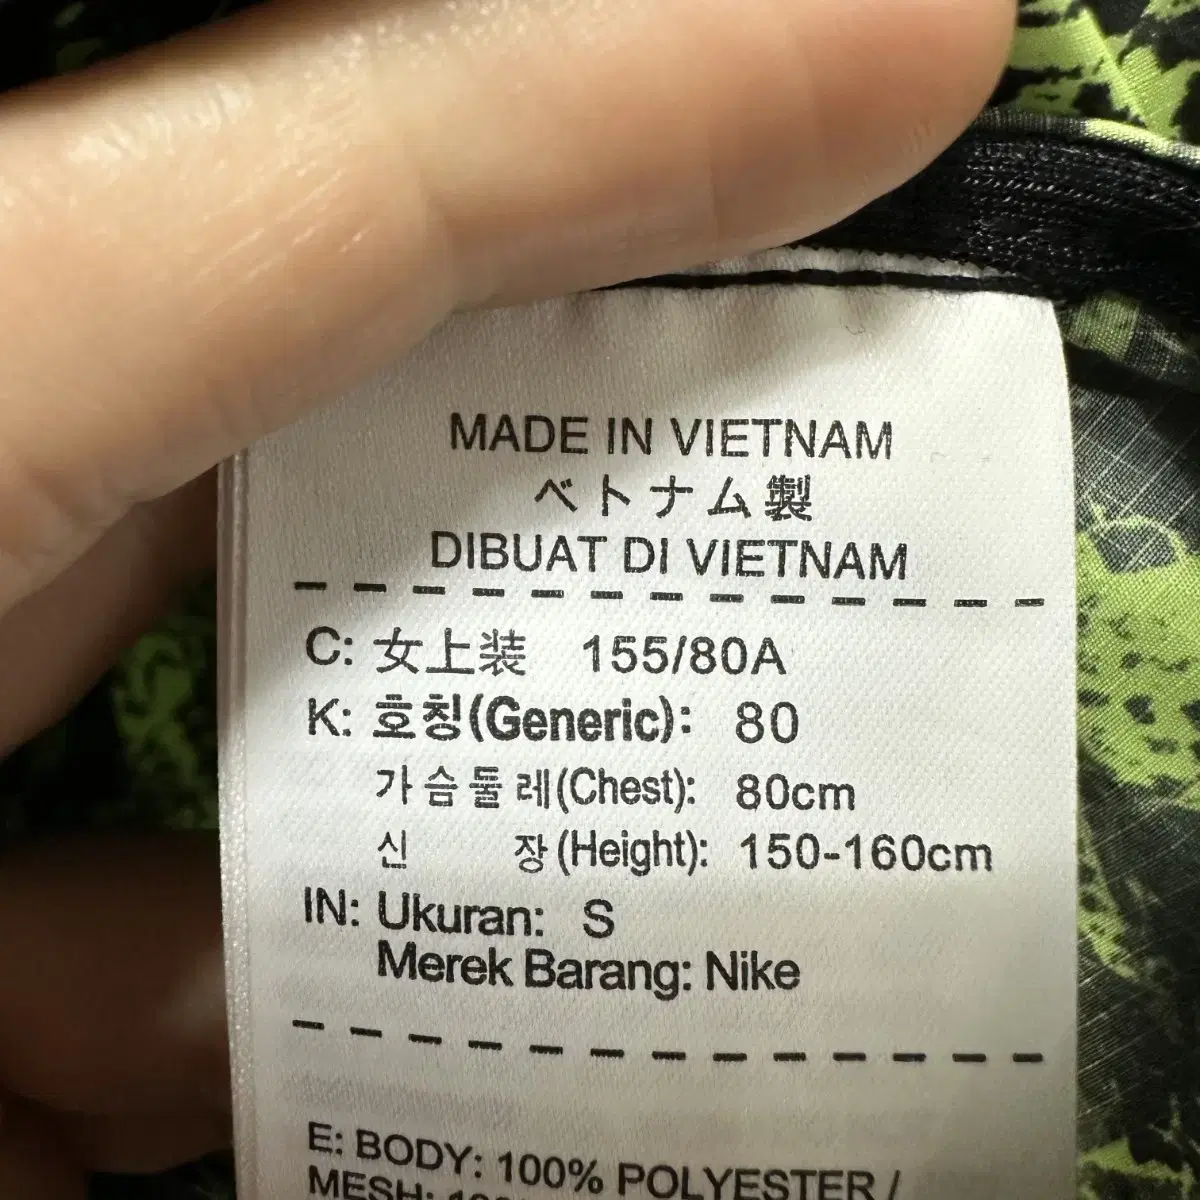 MADE IN VIETNAM
ベトナム製
DIBUAT DI VIETNAM
C: 女上装 155/80A
K: 호칭(Generic): 80
가슴둘레(Chest): 80cm
신 장(Height): 150-160cm
IN: Ukuran: S
Merek Barang: Nike
E: BODY: 100% POLYESTER /
MESH: